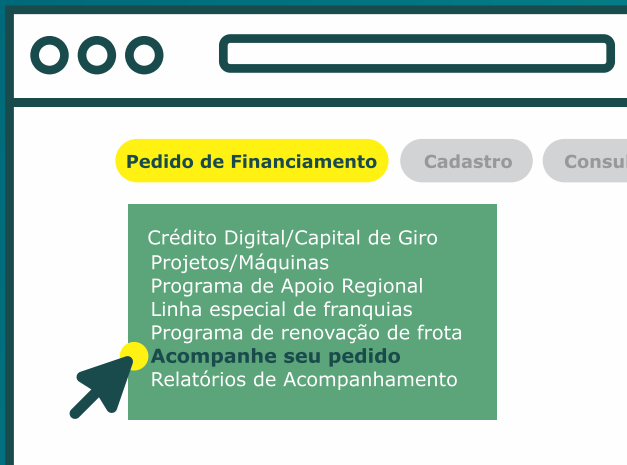 Pedido de Financiamento Cadastro
Crédito Digital/Capital de Giro
Projetos/Máquinas
Programa de Apoio Regional
Linha especial de franquias
Programa de renovação de frota
Acompanhe seu pedido
Relatórios de Acompanhamento